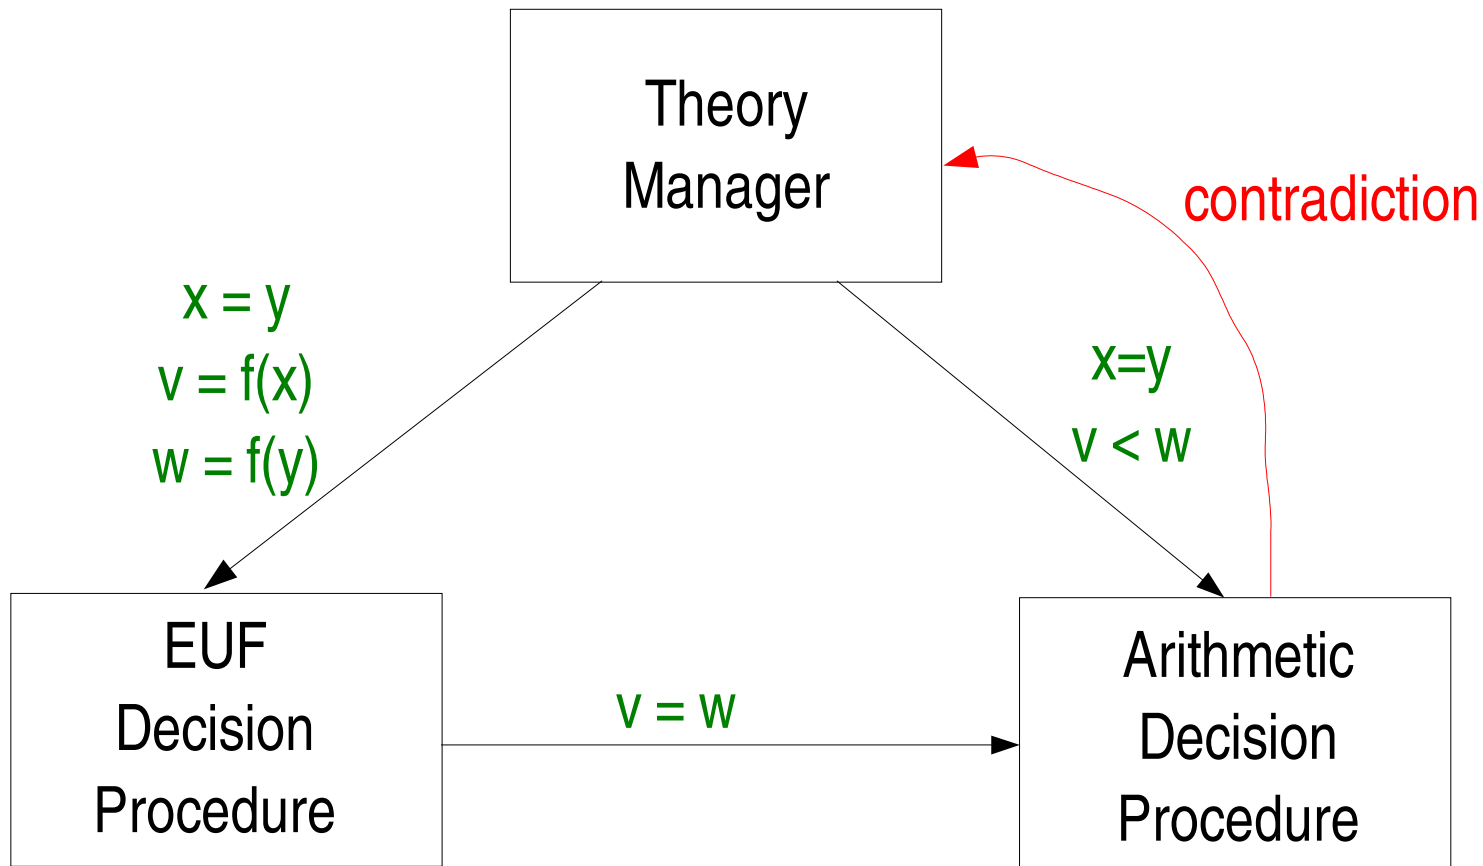 Theory
Manager
contradiction
x = y
v = f(x)
w = f(y)
x=y
v < w
EUF
Decision
Procedure
v = w
Arithmetic
Decision
Procedure